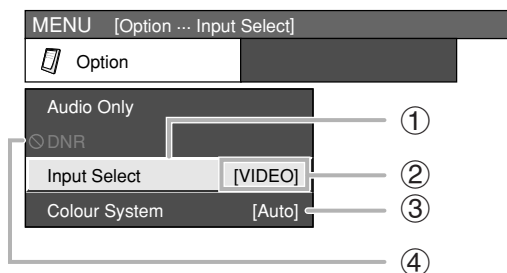 MENU [Option ··· Input Select]
Option
Audio Only
①
DNR
Input Select [VIDEO] ②
Colour System [Auto] ③
④